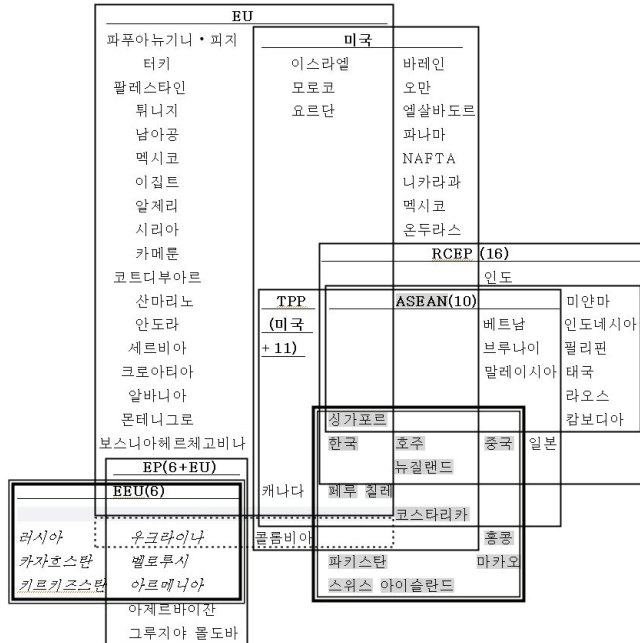 EU
파푸아뉴기니・피지 미국
터키 이스라엘 바레인
팔레스타인 모로코 오만
튀니지 요르단 엘살바도르
남아공 파나마
멕시코 NAFTA
이집트 니카라과
알제리 멕시코
시리아 온두라스
카메룬 RCEP (16)
코트디부아르 인도
산마리노 TPP ASEAN(10) 미얀마
안도라 (미국 베트남 인도네시아
세르비아 + 11) 브루나이 필리핀
크로아티아 말레이시아 태국
알바니아 라오스
몬테니그로 싱가포르 캄보디아
보스니아헤르체고비나 한국 호주 중국 일본
EP(6+EU) 뉴질랜드
EEU(6) 캐나다 페루 칠레
코스타리카
러시아 우크라이나 콜롬비아 홍콩
카자흐스탄 벨로루시 파키스탄 마카오
키르키즈스탄 아르메니아 스위스 아이슬란드
아제르바이잔
그루지야 몰도바